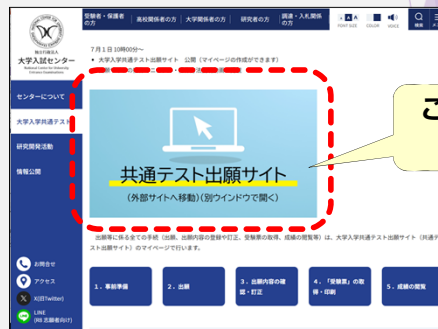 受験者・保護者の方
高校関係者の方
大学関係者の方
研究者の方
調達・入札関係の方
A
FONT SIZE
COLOR
VOICE
検索
独立行政法人
大学入試センター
National Center for University
Entrance Examinations
7月1日 10時00分~
• 大学入学共通テスト出願サイト 公開（マイページの作成ができます）
センターについて
大学入学共通テスト
研究開発活動
情報公開
共通テスト出願サイト
(外部サイトへ移動)(別ウインドウで開く)
こ
出願等に係る全ての手続（出願、出願内容の登録や訂正、受験票の取得、成績の閲覧等）は、大学入学共通テスト出願サイト（共通テ
スト出願サイト）のマイページで行います。
お問合せ
アクセス
X(旧Twitter)
LINE
(R8 志願者向け)
1．事前準備
2．出願
3．出願内容の確認・訂正
4．「受験票」の取得・印刷
5．成績の閲覧